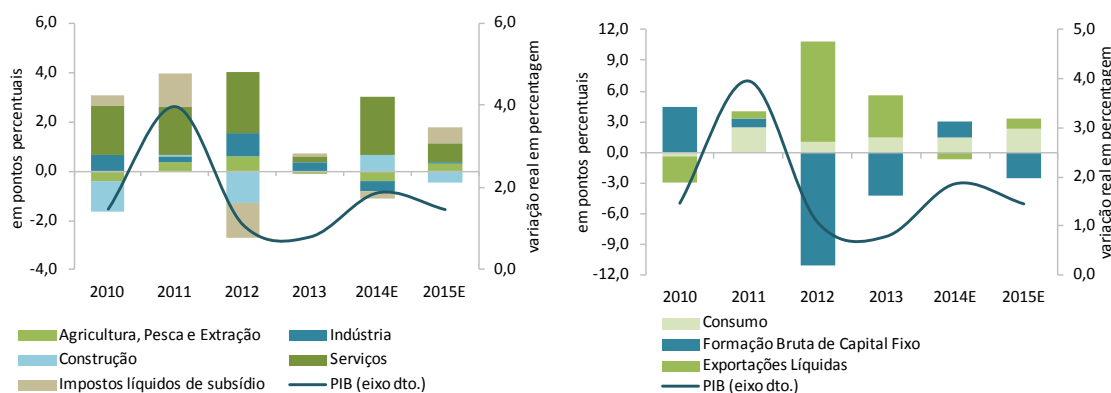 em pontos percentuais
6,0
4,0
2,0
0,0
-2,0
-4,0
6,0
4,0
2,0
0,0
variação real em percentagem
2010 2011 2012 2013 2014E 2015E
Agricultura, Pesca e Extração Indústria
Construção Serviços
Impostos líquidos de subsídio PIB (eixo dto.)
em pontos percentuais
12,0
9,0
6,0
3,0
0,0
-3,0
-6,0
-9,0
-12,0
5,0
4,0
3,0
2,0
1,0
0,0
variacão real em percentagem
2010 2011 2012 2013 2014E 2015E
Consumo
Formação Bruta de Capital Fixo
Exportações Líquidas
PIB (eixo dto.)